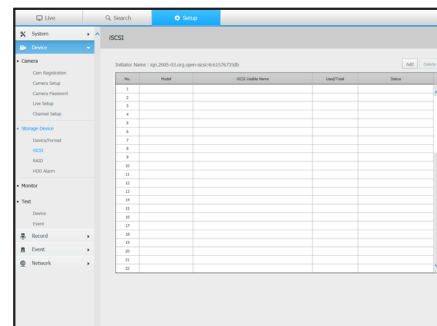 Live
Search
Setup
System
Device
Camera
Cam Registration
Camera Setup
Camera Password
Live Setup
Channel Setup
Storage Device
Device/Format
iSCSI
RAID
HDD Alarm
Monitor
Text
Device
Event
Record
Event
Network
iSCSI
Initiator Name :
Add
Delete
No. Model iSCSI Usable Name Used/Total Status
1
2
3
4
5
6
7
8
9
10
11
12
13
14
15
16
17
18
19
20
21
22